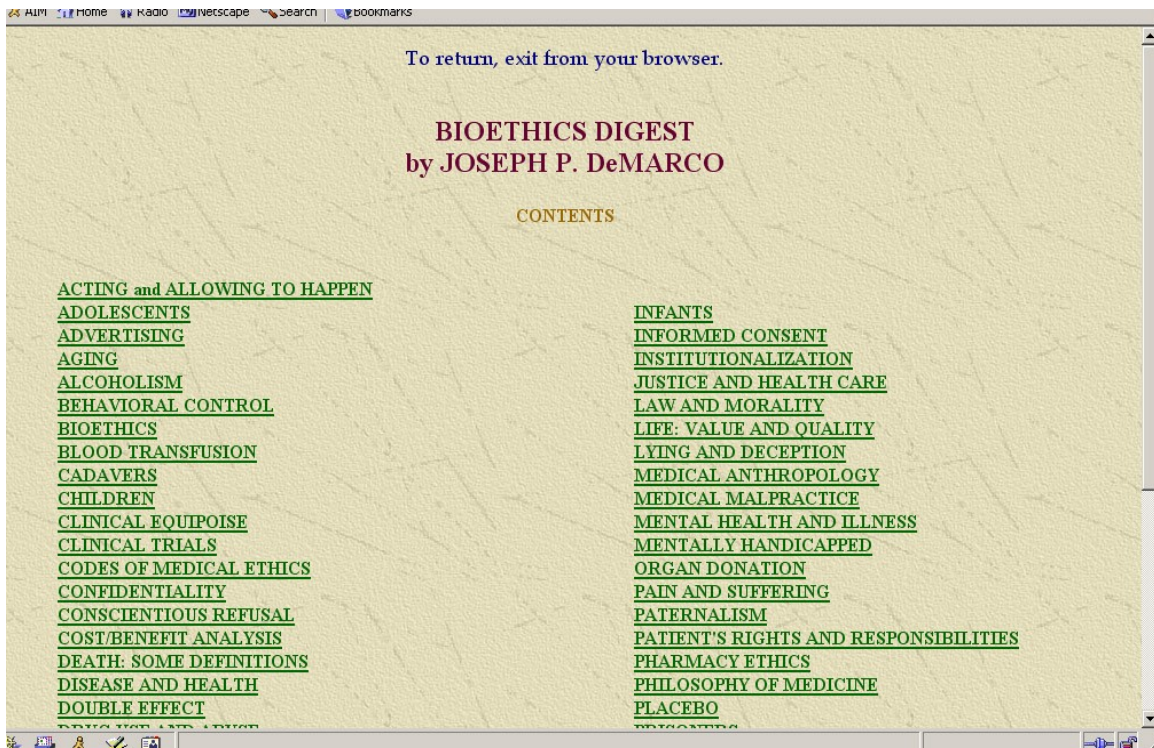 AIM Home Radio Netscape Search Bookmarks
To return, exit from your browser.
BIOETHICS DIGEST
by JOSEPH P. DeMARCO
CONTENTS
ACTING and ALLOWING TO HAPPEN
ADOLESCENTS
ADVERTISING
AGING
ALCOHOLISM
BEHAVIORAL CONTROL
BIOETHICS
BLOOD TRANSFUSION
CADAVERS
CHILDREN
CLINICAL EQUIPOISE
CLINICAL TRIALS
CODES OF MEDICAL ETHICS
CONFIDENTIALITY
CONSCIENTIOUS REFUSAL
COST/BENEFIT ANALYSIS
DEATH: SOME DEFINITIONS
DISEASE AND HEALTH
DOUBLE EFFECT
DRUG USE AND ABUSE
INFANTS
INFORMED CONSENT
INSTITUTIONALIZATION
JUSTICE AND HEALTH CARE
LAW AND MORALITY
LIFE: VALUE AND QUALITY
LYING AND DECEPTION
MEDICAL ANTHROPOLOGY
MEDICAL MALPRACTICE
MENTAL HEALTH AND ILLNESS
MENTALLY HANDICAPPED
ORGAN DONATION
PAIN AND SUFFERING
PATERNALISM
PATIENT'S RIGHTS AND RESPONSIBILITIES
PHARMACY ETHICS
PHILOSOPHY OF MEDICINE
PLACEBO
PRISONERS